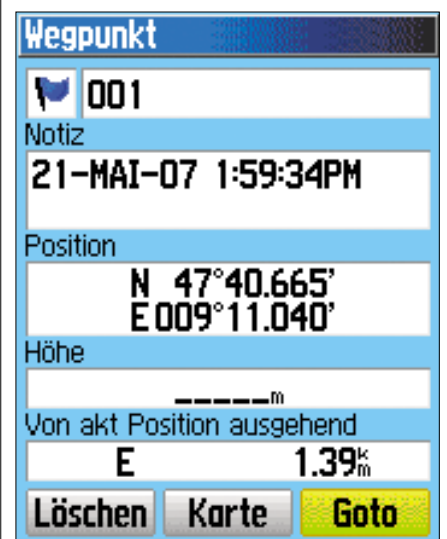 Wegpunkt
001
Notiz
21-MAI-07 1:59:34PM
Position
N 47°40.665'
E 009°11.040'
Höhe
_____m
Von akt Position ausgehend
E 1.39km
Löschen Karte Goto